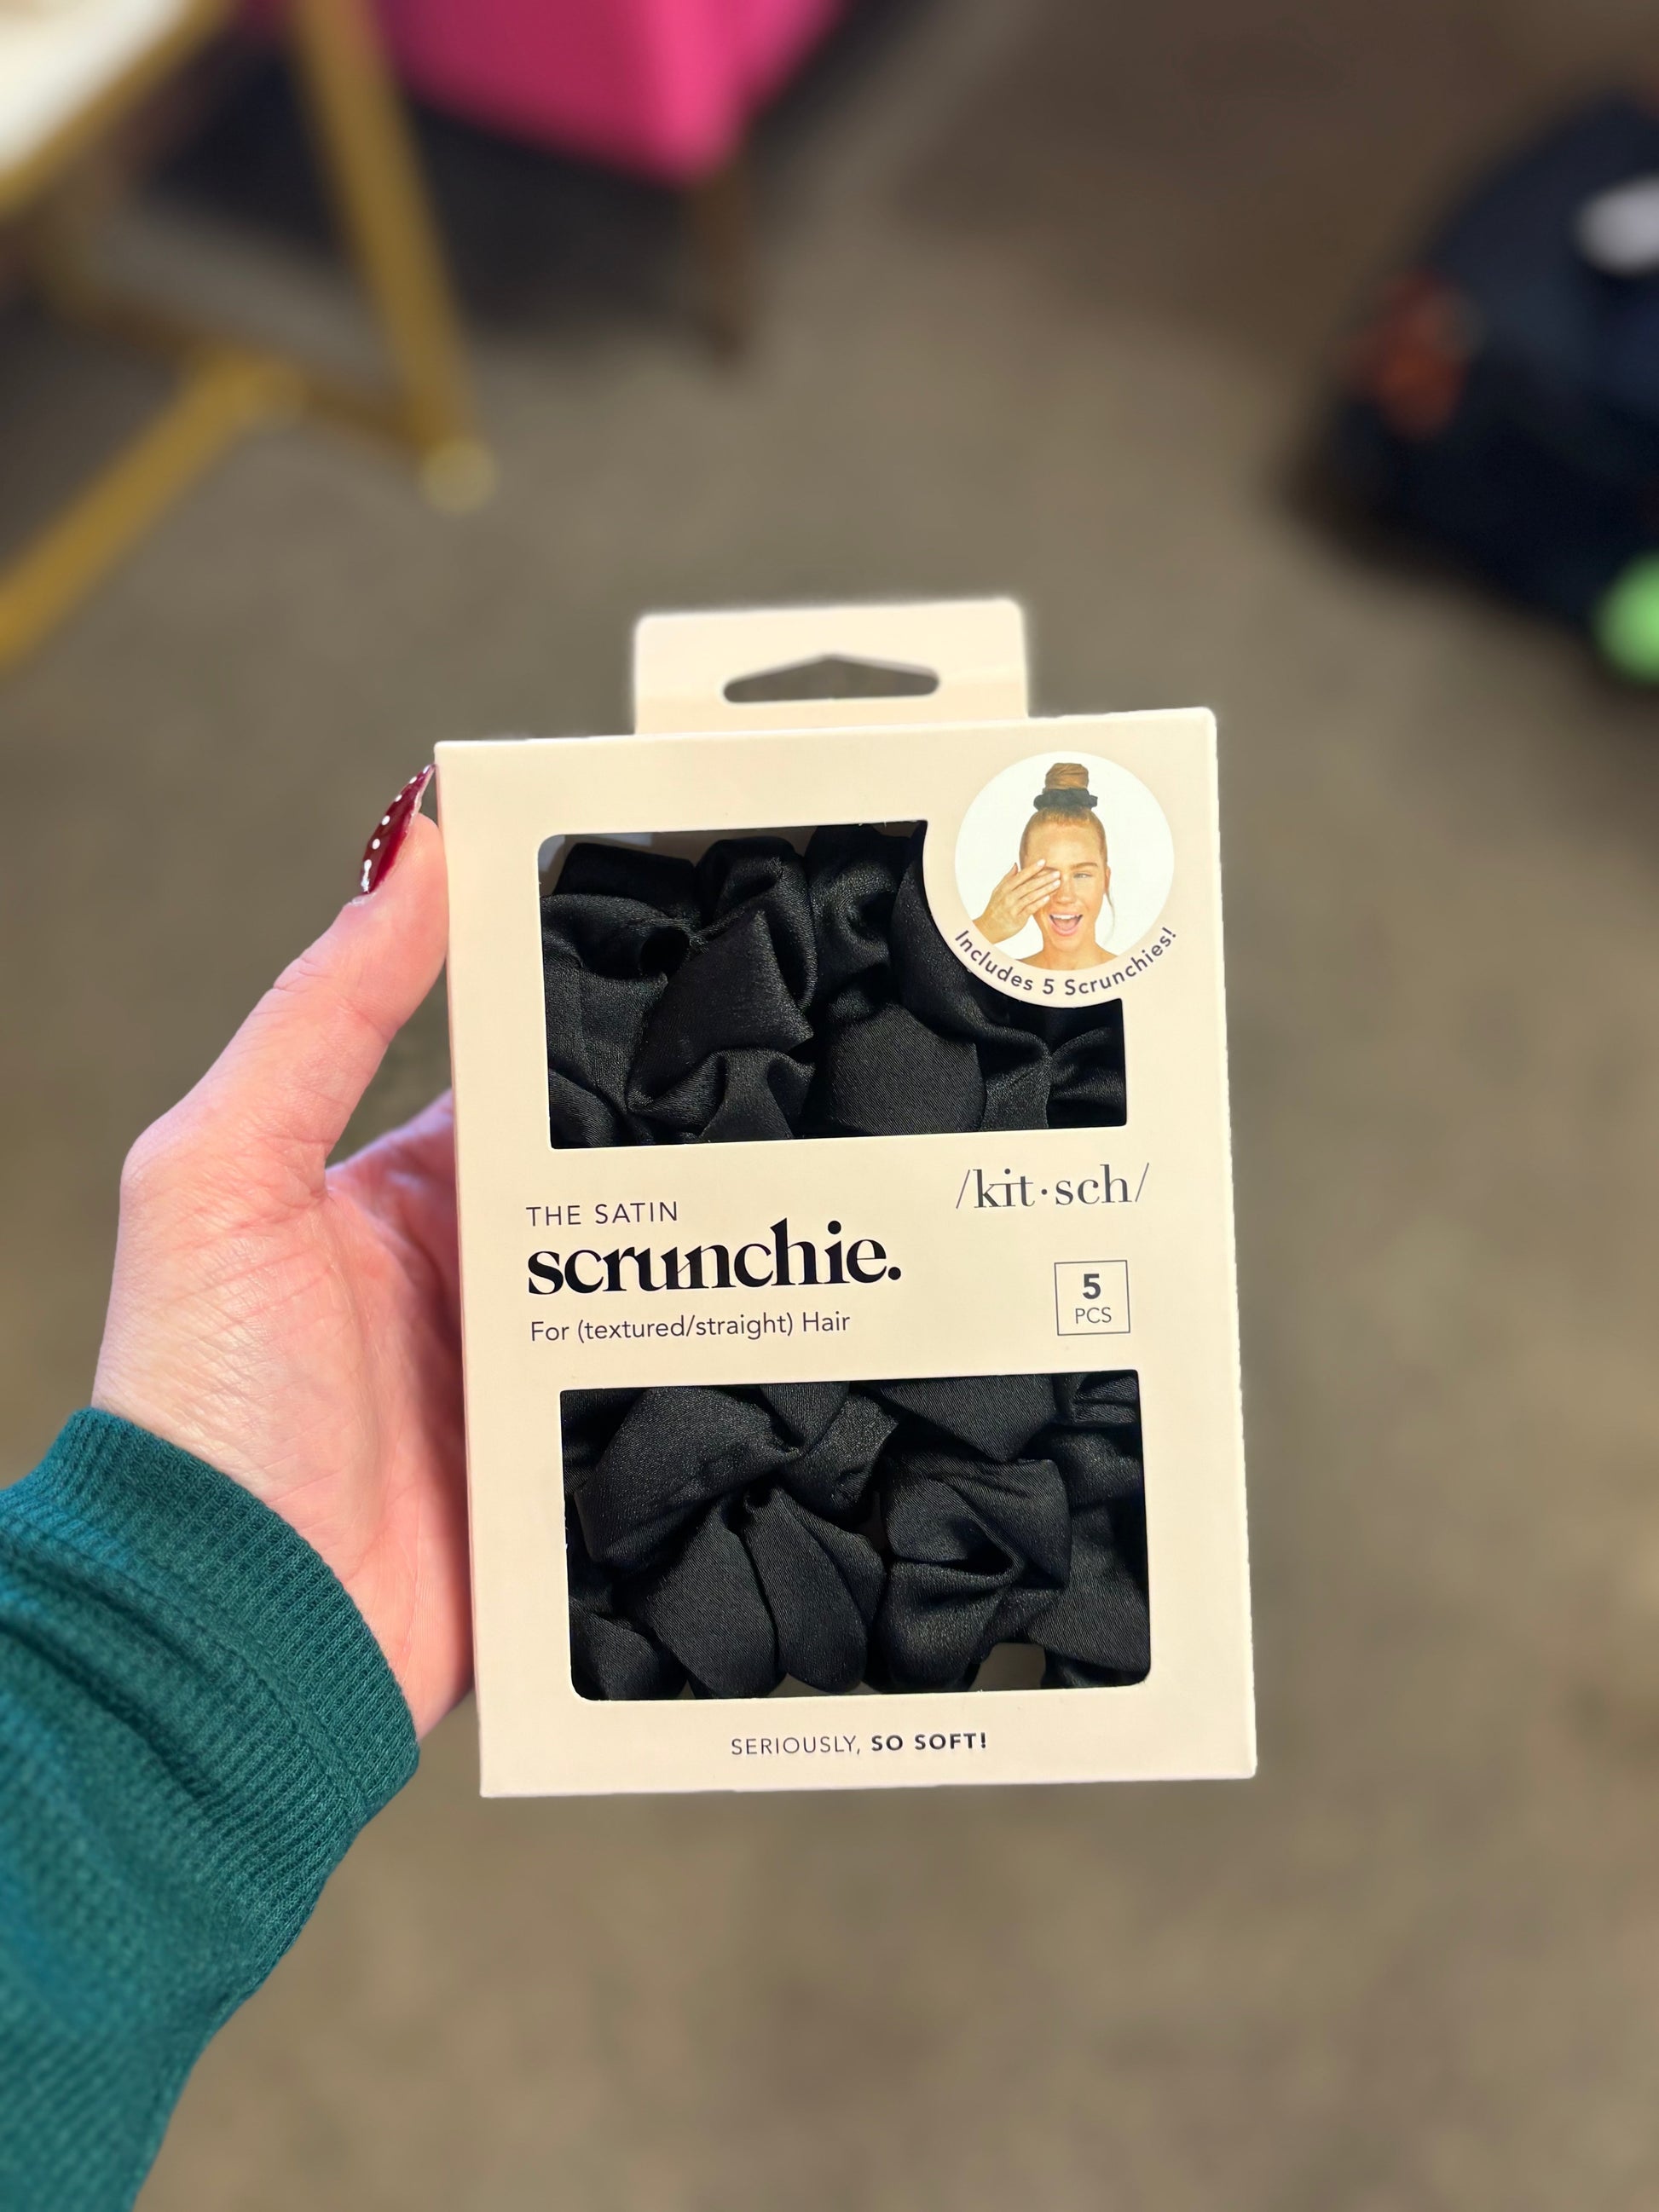 Includes 5 Scrunchies!
/kit·sch/
THE SATIN
scrunchie.
For (textured/straight) Hair
5
PCS
SERIOUSLY, SO SOFT!